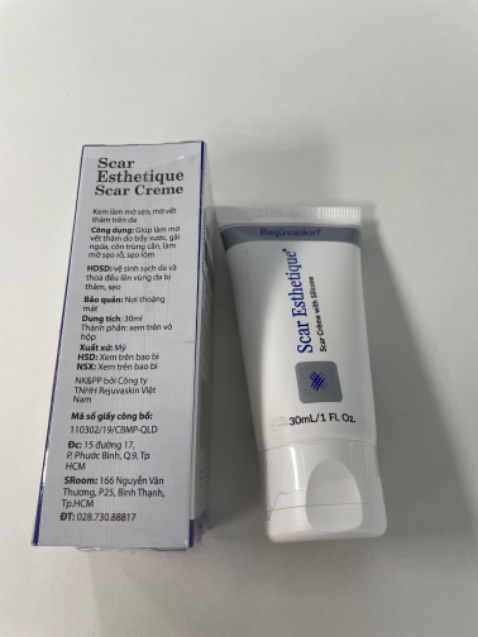 Scar
Esthetique
Scar Creme
Kem làm mờ sẹo, mờ vết
thâm trên da
Công dụng: Giúp làm mờ
vết thâm do trầy xước, gãi
ngứa, côn trùng cắn, làm
mờ sẹo rỗ, sẹo lõm
HDSD: vệ sinh sạch da và
thoa đều lên vùng da bị
thâm, sẹo
Bảo quản: Nơi thoáng
mát
Dung tích: 30ml
Thành phần: xem trên vỏ
hộp
Xuất xứ: Mỹ
HSD: Xem trên bao bì
NSX: Xem trên bao bì
NK&PP bởi Công ty
TNHH Rejuvaskin Việt
Nam
Mã số giấy công bố:
110302/19/CBMP-QLD
Đc: 15 đường 17,
P. Phước Bình, Q.9, Tp
HCM
SRoom: 166 Nguyễn Văn
Thương, P25, Bình Thạnh,
Tp.HCM
ĐT: 028.730.88817
Rejuvaskin
Scar Esthetique
Scar Crème with Silicone
30mL/1 Fl. Oz.